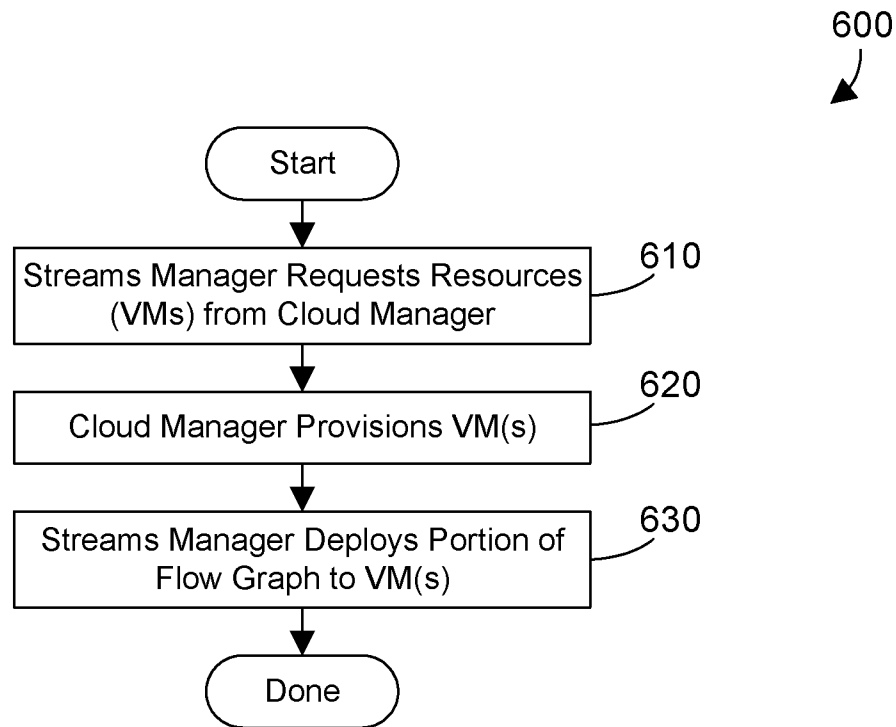 600
Start
Streams Manager Requests Resources
(VMs) from Cloud Manager
610
Cloud Manager Provisions VM(s)
620
Streams Manager Deploys Portion of
Flow Graph to VM(s)
630
Done